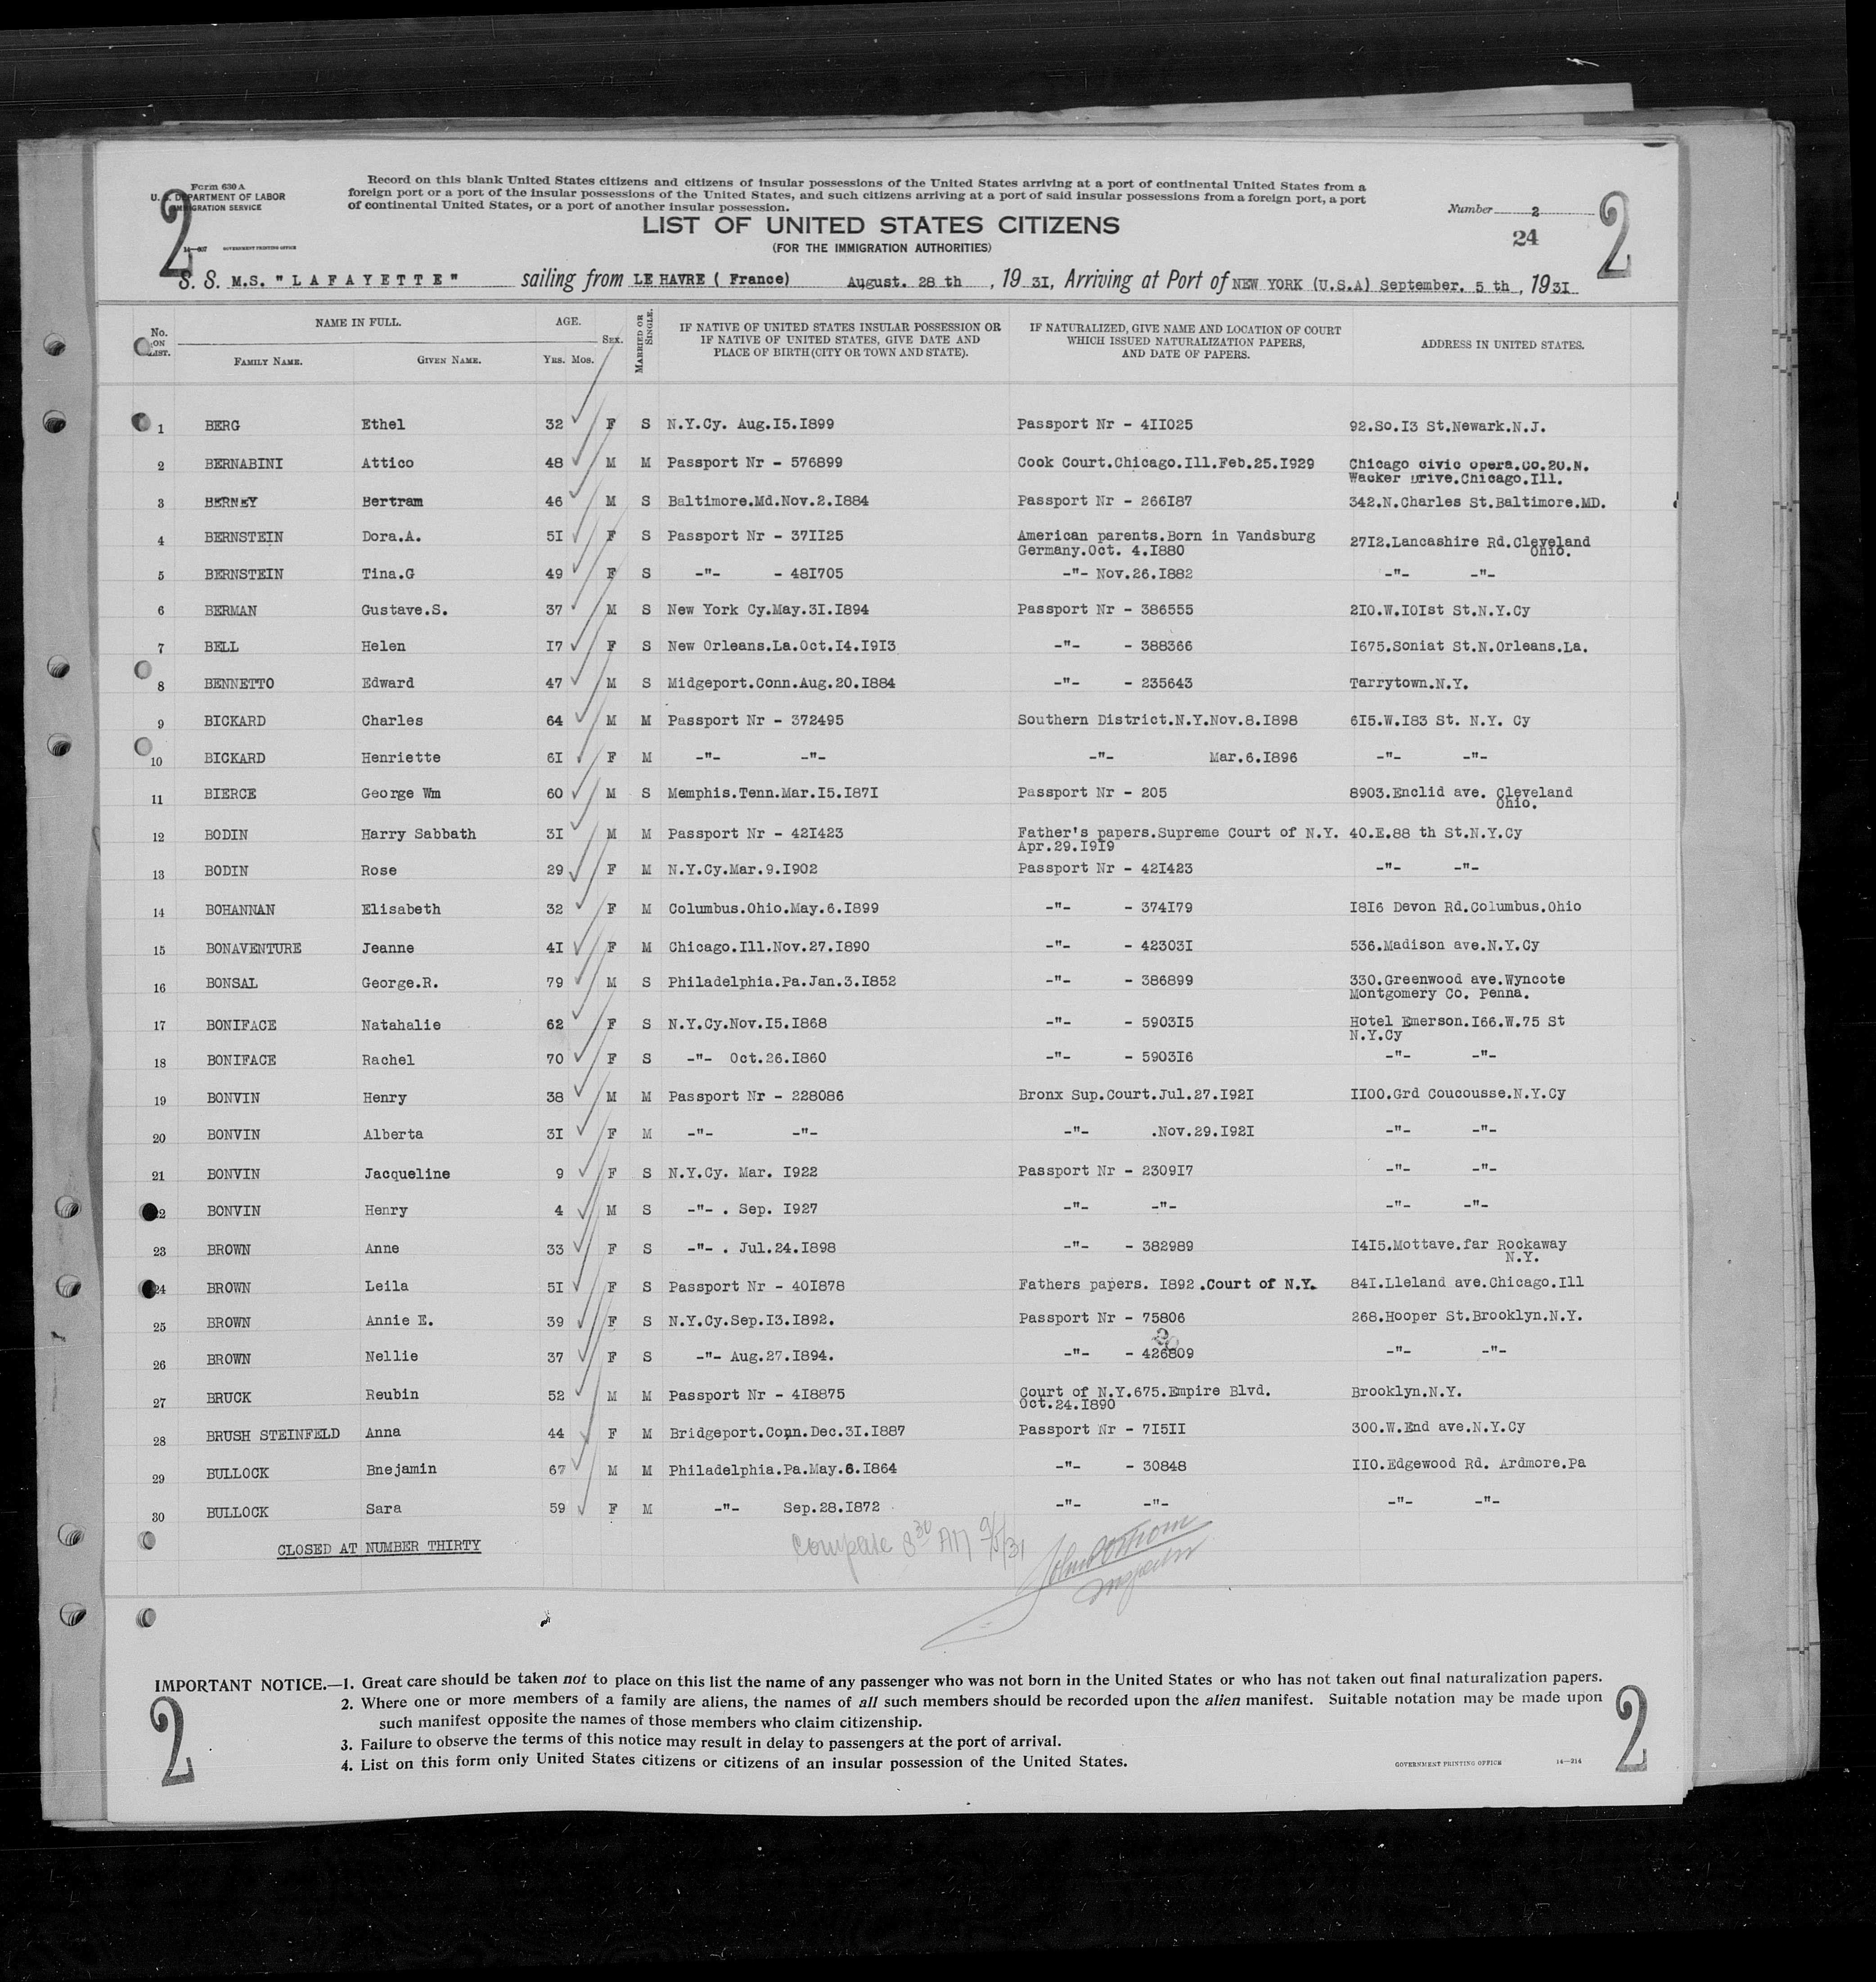 Form 630 A
U. S. DEPARTMENT OF LABOR
IMMIGRATION SERVICE
14—907 GOVERNMENT PRINTING OFFICE
2
Record on this blank United States citizens and citizens of insular possessions of the United States arriving at a port of continental United States from a
foreign port or a port of the insular possessions of the United States, and such citizens arriving at a port of said insular possessions from a foreign port, a port
of continental United States, or a port of another insular possession.
LIST OF UNITED STATES CITIZENS
(FOR THE IMMIGRATION AUTHORITIES)
Number 2
24
2
S. S. M.S. "LAFAYETTE" sailing from LE HAVRE ( France) August. 28 th , 19 31, Arriving at Port of NEW YORK (U.S.A) September. 5 th , 1931
No. ON LIST. NAME IN FULL. FAMILY NAME. GIVEN NAME. AGE. YRS. MOS. SEX. MARRIED OR SINGLE. IF NATIVE OF UNITED STATES INSULAR POSSESSION OR IF NATIVE OF UNITED STATES, GIVE DATE AND PLACE OF BIRTH (CITY OR TOWN AND STATE). IF NATURALIZED, GIVE NAME AND LOCATION OF COURT WHICH ISSUED NATURALIZATION PAPERS, AND DATE OF PAPERS. ADDRESS IN UNITED STATES.
1 BERG Ethel 32 F S N.Y.Cy. Aug.I5.I899 Passport Nr - 4II025 92.So.I3 St.Newark.N.J.
2 BERNABINI Attico 48 M M Passport Nr - 576899 Cook Court.Chicago.Ill.Feb.25.I929 Chicago civic opera.Co.20.N.
Wacker Drive.Chicago.Ill.
3 BERNEY Bertram 46 M S Baltimore.Md.Nov.2.I884 Passport Nr - 266I87 342.N.Charles St.Baltimore.MD.
4 BERNSTEIN Dora.A. 5I F S Passport Nr - 37II25 American parents.Born in Vandsburg 27I2.Lancashire Rd.Cleveland
Germany.Oct. 4.I880 Ohio.
5 BERNSTEIN Tina.G 49 F S -"- - 48I705 -"- Nov.26.I882 -"- -"-
6 BERMAN Gustave.S. 37 M S New York Cy.May.3I.I894 Passport Nr - 386555 2I0.W.I0Ist St.N.Y.Cy
7 BELL Helen I7 F S New Orleans.La.Oct.I4.I9I3 -"- - 388366 I675.Soniat St.N.Orleans.La.
8 BENNETTO Edward 47 M S Midgeport.Conn.Aug.20.I884 -"- - 235643 Tarrytown.N.Y.
9 BICKARD Charles 64 M M Passport Nr - 372495 Southern District.N.Y.Nov.8.I898 6I5.W.I83 St. N.Y. Cy
10 BICKARD Henriette 6I F M -"- -"- -"- Mar.6.I896 -"- -"-
11 BIERCE George Wm 60 M S Memphis.Tenn.Mar.I5.I87I Passport Nr - 205 8903.Enclid ave. Cleveland
Ohio.
12 BODIN Harry Sabbath 3I M M Passport Nr - 42I423 Father's papers.Supreme Court of N.Y. 40.E.88 th St.N.Y.Cy
Apr.29.I9I9
13 BODIN Rose 29 F M N.Y.Cy.Mar.9.I902 Passport Nr - 42I423 -"- -"-
14 BOHANNAN Elisabeth 32 F M Columbus.Ohio.May.6.I899 -"- - 374I79 I8I6 Devon Rd.Columbus.Ohio
15 BONAVENTURE Jeanne 4I F M Chicago.Ill.Nov.27.I890 -"- - 42303I 536.Madison ave.N.Y.Cy
16 BONSAL George.R. 79 M S Philadelphia.Pa.Jan.3.I852 -"- - 386899 330.Greenwood ave.Wyncote
Montgomery Co. Penna.
17 BONIFACE Natahalie 62 F S N.Y.Cy.Nov.I5.I868 -"- - 5903I5 Hotel Emerson.I66.W.75 St
N.Y.Cy
18 BONIFACE Rachel 70 F S -"- Oct.26.I860 -"- - 5903I6 -"- -"-
19 BONVIN Henry 38 M M Passport Nr - 228086 Bronx Sup.Court.Jul.27.I92I II00.Grd Coucousse.N.Y.Cy
20 BONVIN Alberta 3I F M -"- -"- -"- .Nov.29.I92I -"- -"-
21 BONVIN Jacqueline 9 F S N.Y.Cy. Mar. I922 Passport Nr - 2309I7 -"- -"-
22 BONVIN Henry 4 M S -"- . Sep. I927 -"- -"- -"- -"-
23 BROWN Anne 33 F S -"- . Jul.24.I898 -"- - 382989 I4I5.Mottave.far Rockaway
N.Y.
24 BROWN Leila 5I F S Passport Nr - 40I878 Fathers papers. I892 .Court of N.Y. 84I.Lleland ave.Chicago.Ill
25 BROWN Annie E. 39 F S N.Y.Cy.Sep.I3.I892. Passport Nr - 75806 268.Hooper St.Brooklyn.N.Y.
26 BROWN Nellie 37 F S -"- Aug.27.I894. -"- - 426809 -"- -"-
27 BRUCK Reubin 52 M M Passport Nr - 4I8875 Court of N.Y.675.Empire Blvd. Brooklyn.N.Y.
Oct.24.I890
28 BRUSH STEINFELD Anna 44 F M Bridgeport.Conn.Dec.3I.I887 Passport Nr - 7I5II 300.W.End ave.N.Y.Cy
29 BULLOCK Bnejamin 67 M M Philadelphia.Pa.May.6.I864 -"- - 30848 II0.Edgewood Rd. Ardmore.Pa
30 BULLOCK Sara 59 F M -"- Sep.28.I872 -"- -"- -"- -"-
CLOSED AT NUMBER THIRTY
Compare 8 30 AM 9/5/31
Inspector
IMPORTANT NOTICE.—1. Great care should be taken not to place on this list the name of any passenger who was not born in the United States or who has not taken out final naturalization papers.
2. Where one or more members of a family are aliens, the names of all such members should be recorded upon the alien manifest. Suitable notation may be made upon
such manifest opposite the names of those members who claim citizenship.
3. Failure to observe the terms of this notice may result in delay to passengers at the port of arrival.
4. List on this form only United States citizens or citizens of an insular possession of the United States.
GOVERNMENT PRINTING OFFICE 14—214
2
2